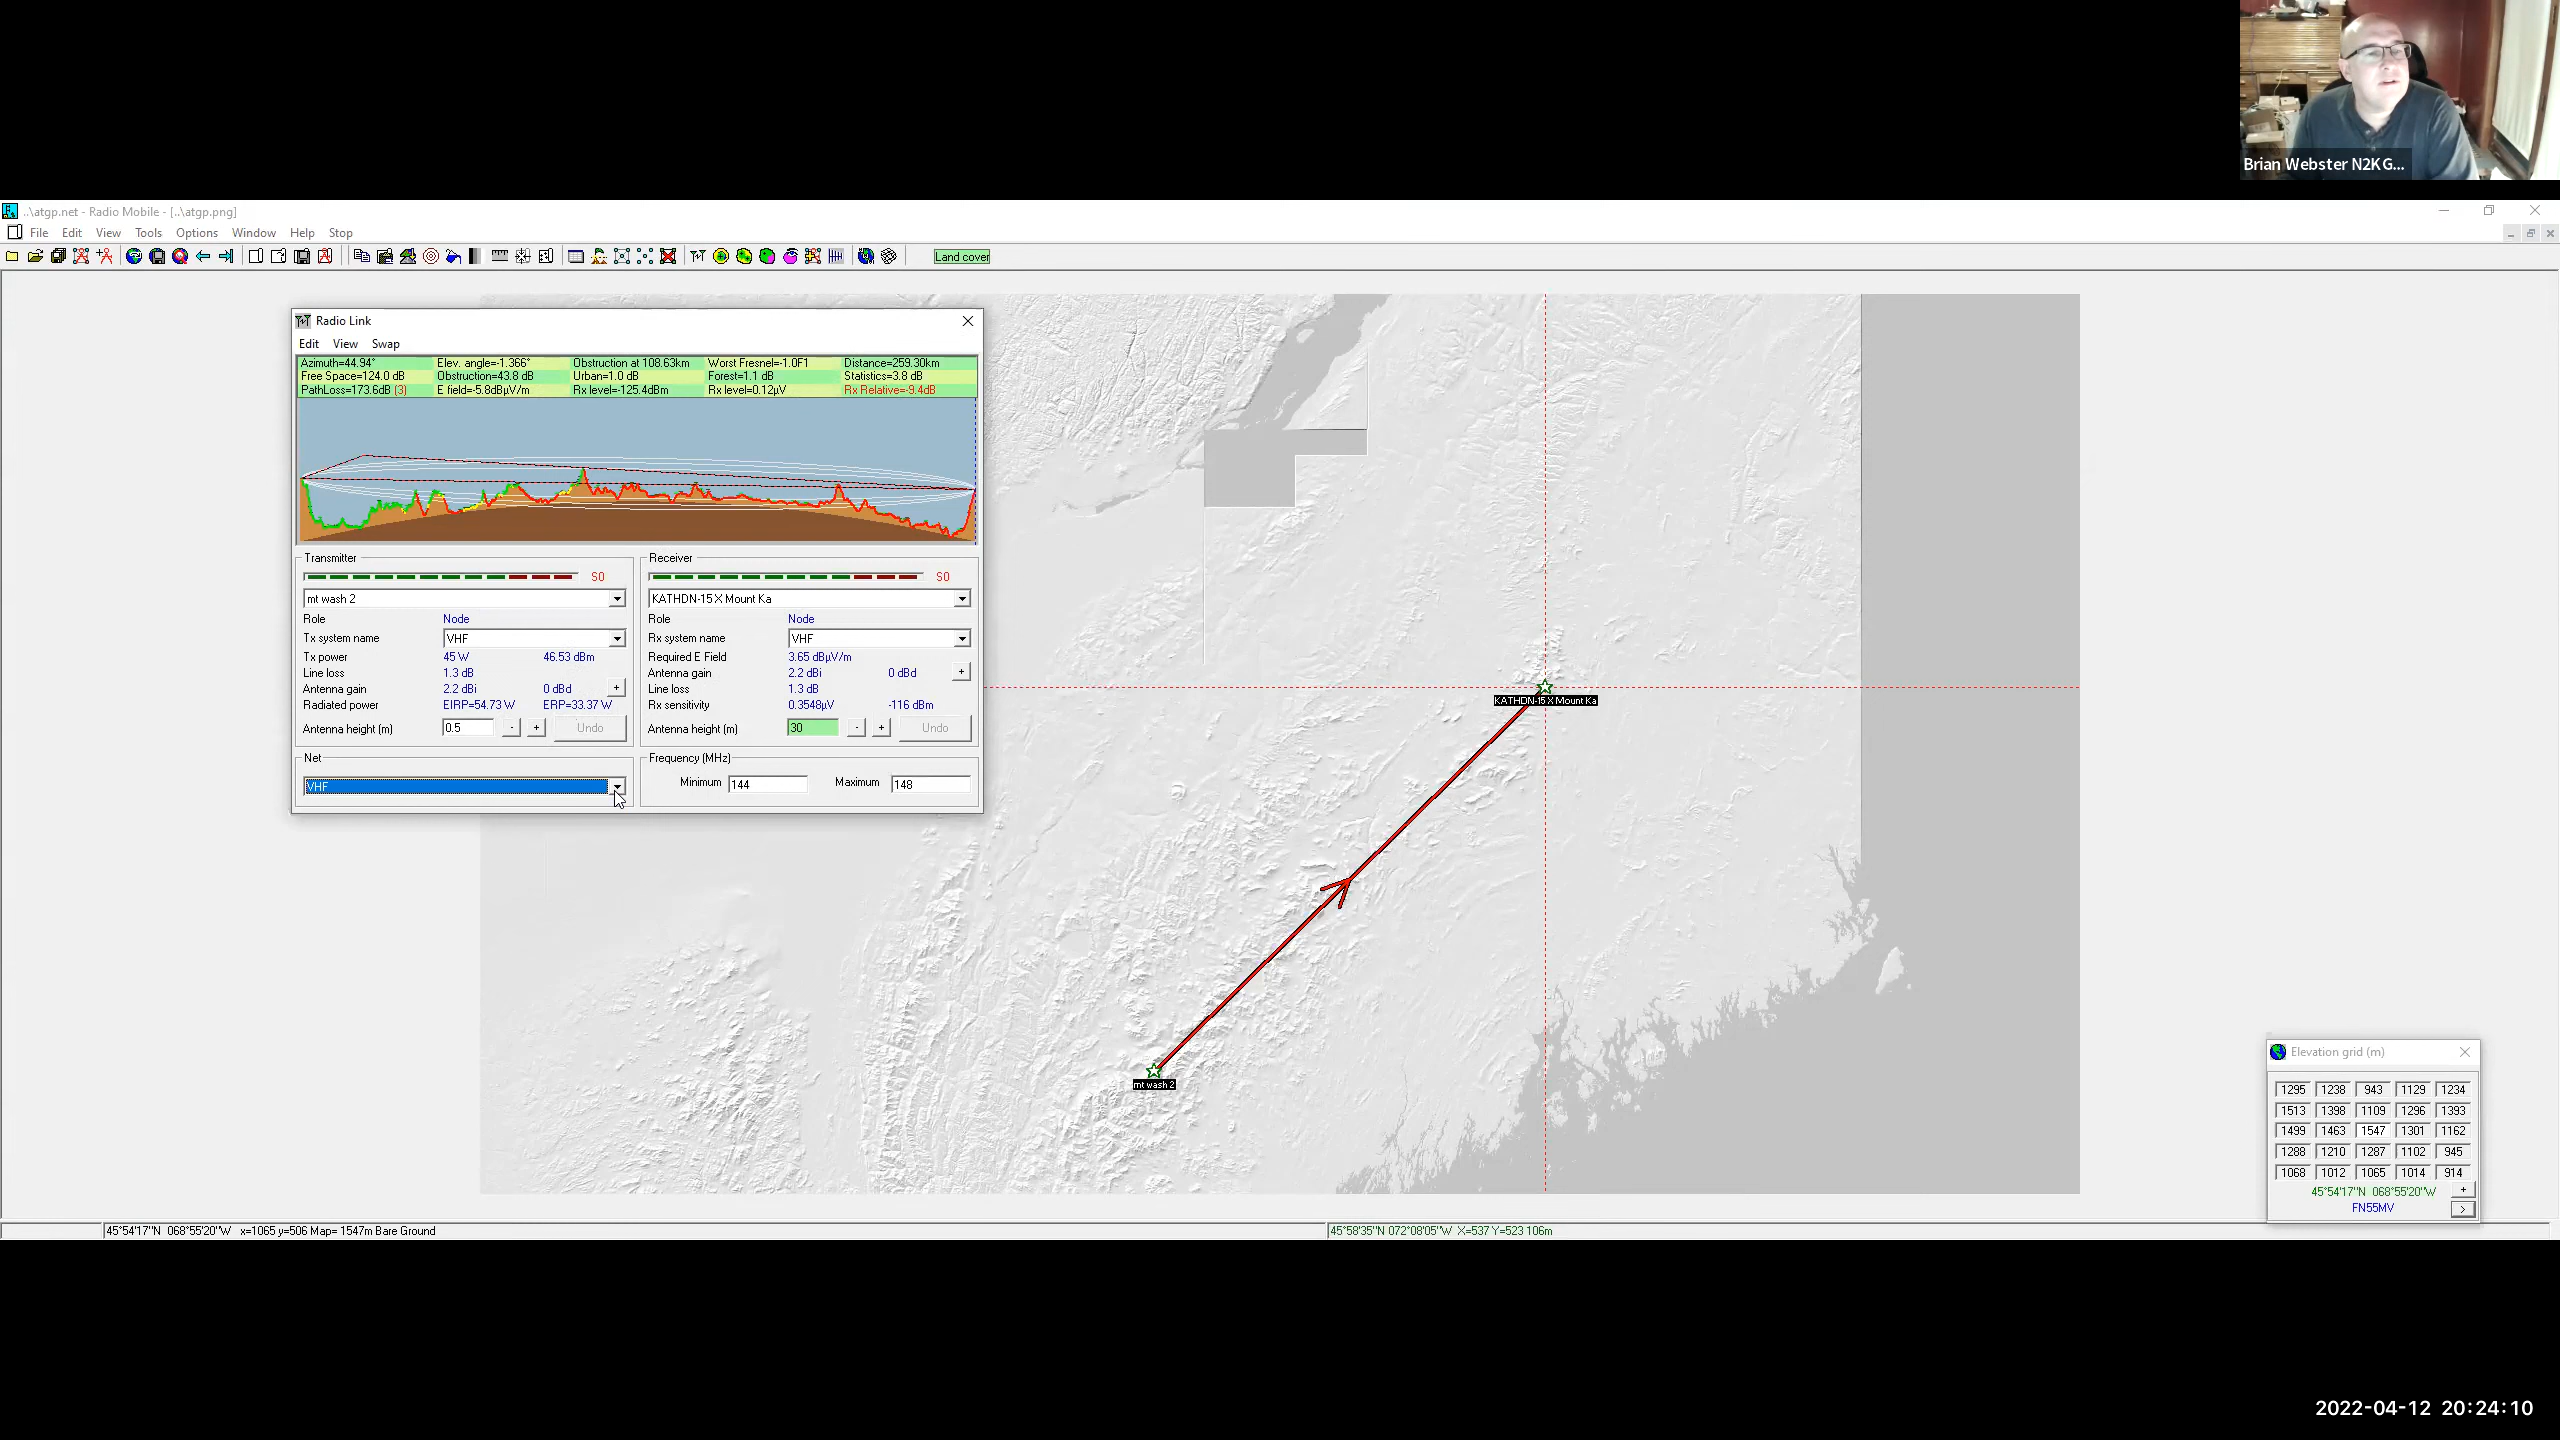 Brian Webster N2KG...
..\atgp.net - Radio Mobile - [..\atgp.png]
File Edit View Tools Options Window Help Stop
Land cover
Radio Link
Edit View Swap
Azimuth=44.94° Elev. angle=-1.366° Obstruction at 108.63km Worst Fresnel=-1.0F1 Distance=259.30km
Free Space=124.0 dB Obstruction=43.8 dB Urban=1.0 dB Forest=1.1 dB Statistics=3.8 dB
PathLoss=173.6dB (3) E field=-5.8dBµV/m Rx level=-125.4dBm Rx level=0.12µV Rx Relative=-9.4dB
Transmitter
S0
mt wash 2
Role Node
Tx system name VHF
Tx power 45 W 46.53 dBm
Line loss 1.3 dB
Antenna gain 2.2 dBi 0 dBd +
Radiated power EIRP=54.73 W ERP=33.37 W
Antenna height (m) 0.5 - + Undo
Receiver
S0
KATHDN-15 X Mount Ka
Role Node
Rx system name VHF
Required E Field 3.65 dBµV/m
Antenna gain 2.2 dBi 0 dBd +
Line loss 1.3 dB
Rx sensitivity 0.3548µV -116 dBm
Antenna height (m) 30 - + Undo
Net
VHF
Frequency (MHz)
Minimum 144 Maximum 148
KATHDN-15 X Mount Ka
mt wash 2
Elevation grid (m)
1295 1238 943 1129 1234
1513 1398 1109 1296 1393
1499 1463 1547 1301 1162
1288 1210 1287 1102 945
1068 1012 1065 1014 914
45°54'17"N 068°55'20"W +
FN55MV >
45°54'17"N 068°55'20"W x=1065 y=506 Map= 1547m Bare Ground
45°58'35"N 072°08'05"W X=537 Y=523 106m
2022-04-12 20:24:10